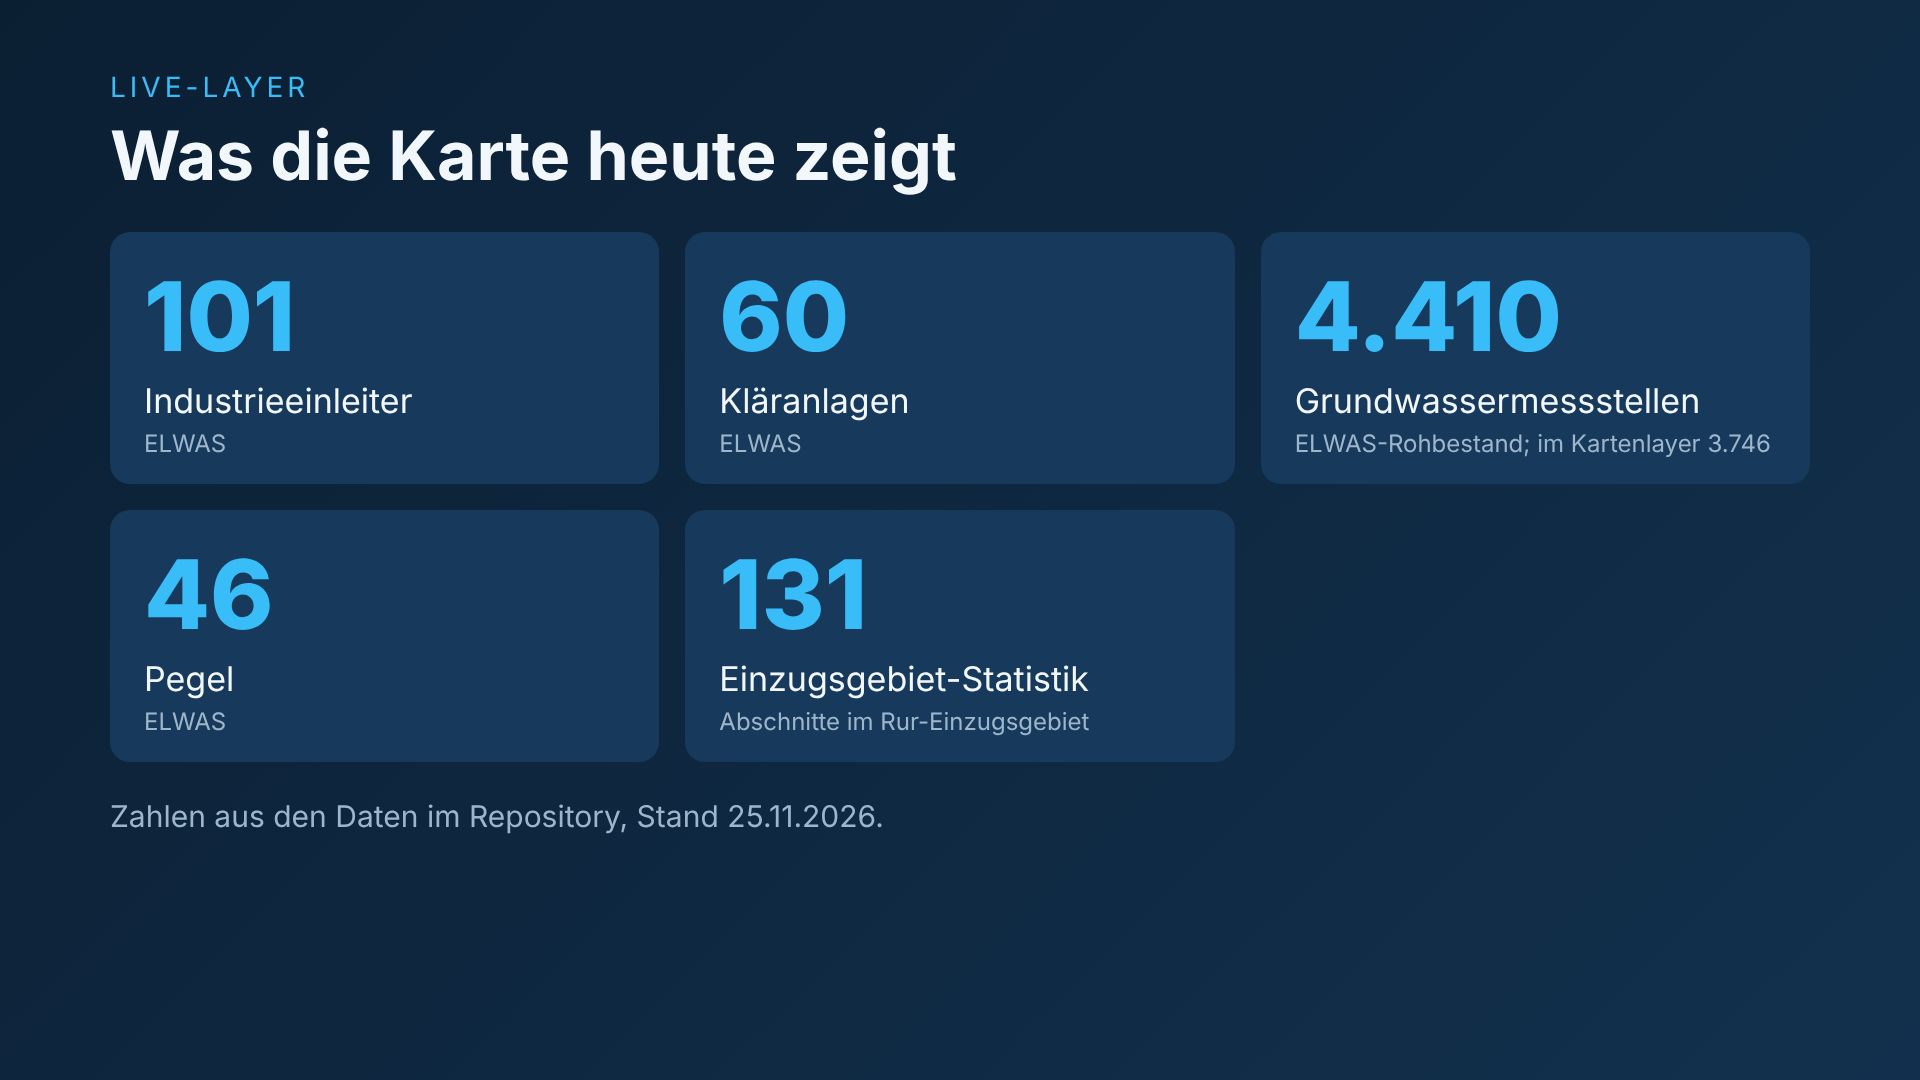 LIVE-LAYER
Was die Karte heute zeigt
101
Industrieeinleiter
ELWAS
60
Kläranlagen
ELWAS
4.410
Grundwassermessstellen
ELWAS-Rohbestand; im Kartenlayer 3.746
46
Pegel
ELWAS
131
Einzugsgebiet-Statistik
Abschnitte im Rur-Einzugsgebiet
Zahlen aus den Daten im Repository, Stand 25.11.2026.